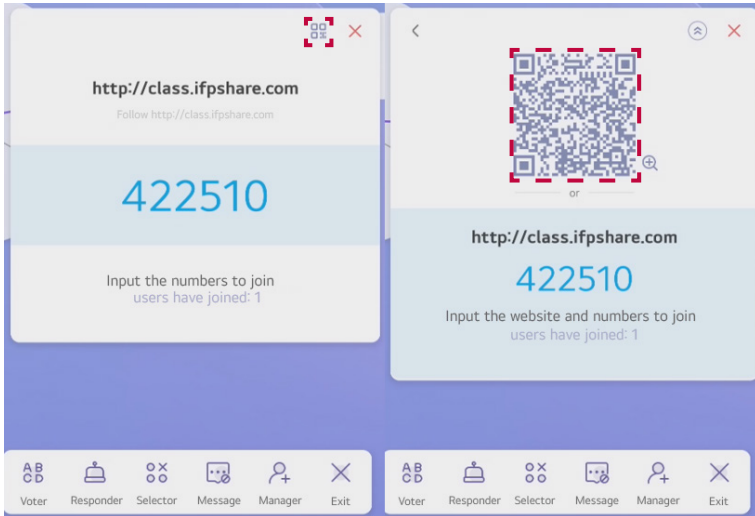 http://class.ifpshare.com
Follow http://class.ifpshare.com
422510
Input the numbers to join
users have joined: 1
A B
C D
Voter
Responder
Selector
Message
Manager
Exit
or
http://class.ifpshare.com
422510
Input the website and numbers to join
users have joined: 1
A B
C D
Voter
Responder
Selector
Message
Manager
Exit